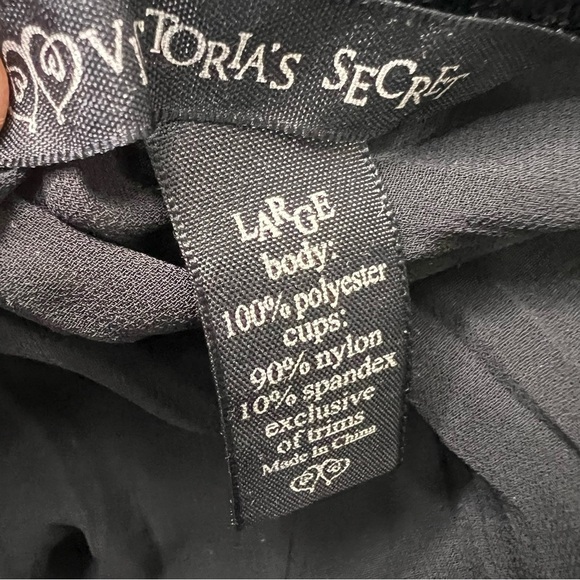 VICTORIA'S SECRET
LARGE
body:
100% polyester
cups:
90% nylon
10% spandex
exclusive
of trims
Made in China